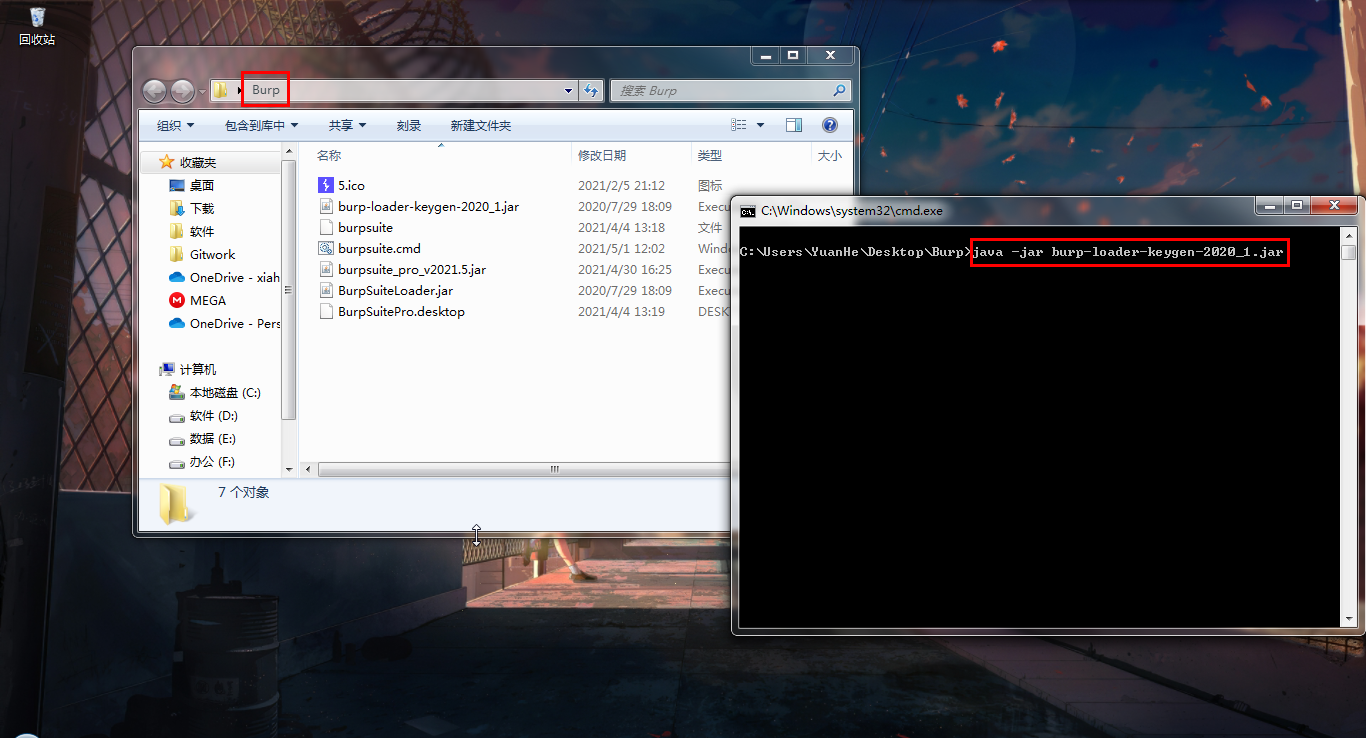 回收站
Burp
搜索 Burp
组织 包含到库中 共享 刻录 新建文件夹
名称 修改日期 类型 大小
收藏夹
桌面
下载
软件
Gitwork
OneDrive - xiah
MEGA
OneDrive - Pers
计算机
本地磁盘 (C:)
软件 (D:)
数据 (E:)
办公 (F:)
5.ico 2021/2/5 21:12 图标
burp-loader-keygen-2020_1.jar 2020/7/29 18:09 Execu
burpsuite 2021/4/4 13:18 文件
burpsuite.cmd 2021/5/1 12:02 Windo
burpsuite_pro_v2021.5.jar 2021/4/30 16:25 Execu
BurpSuiteLoader.jar 2020/7/29 18:09 Execu
BurpSuitePro.desktop 2021/4/4 13:19 DESK
7 个对象
C:\Windows\system32\cmd.exe
C:\Users\YuanHe\Desktop\Burp>java -jar burp-loader-keygen-2020_1.jar